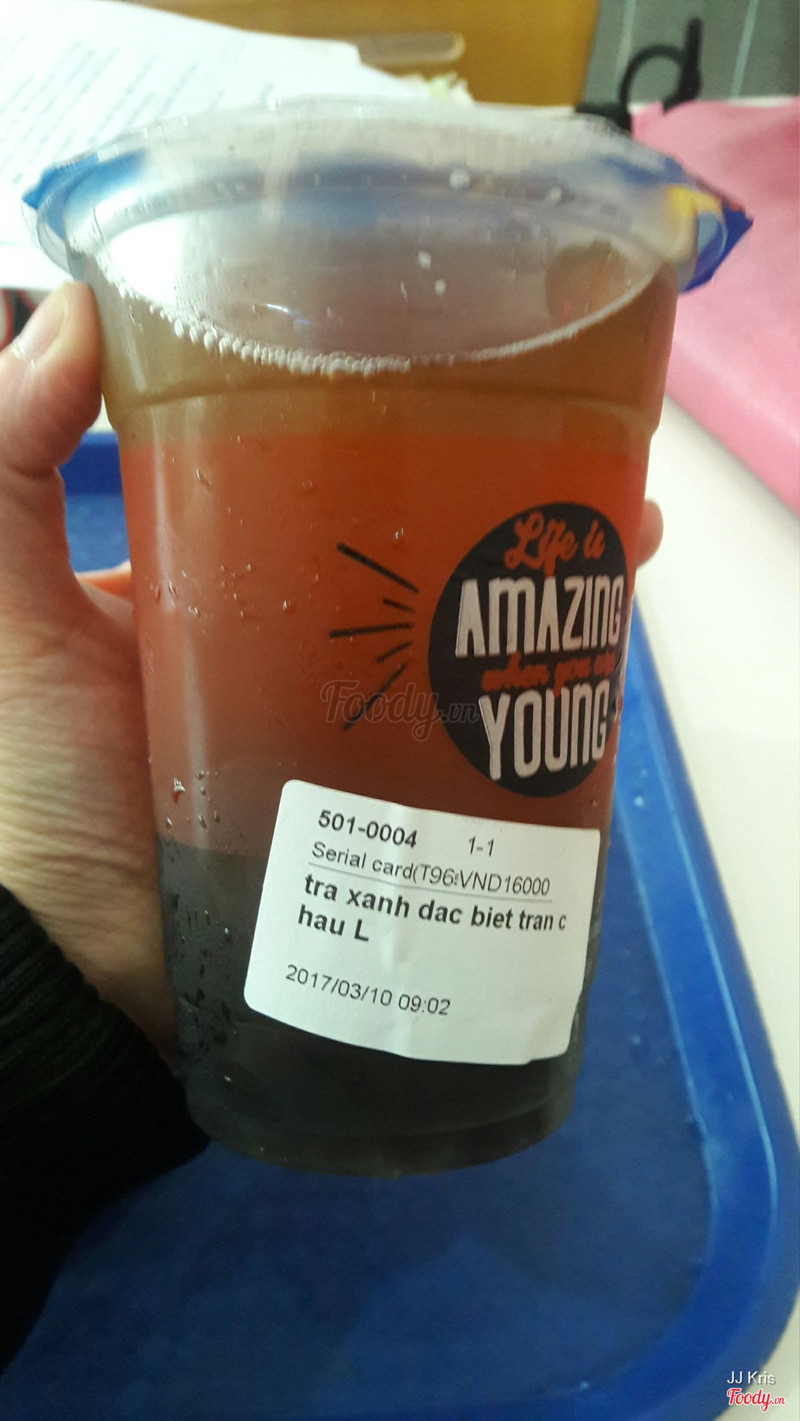 Life is
AMAZING
when you are
YOUNG
Foody.vn
501-0004 1-1
Serial card(T96 VND16000
tra xanh dac biet tran c
hau L
2017/03/10 09:02
JJ Kris
Foody.vn